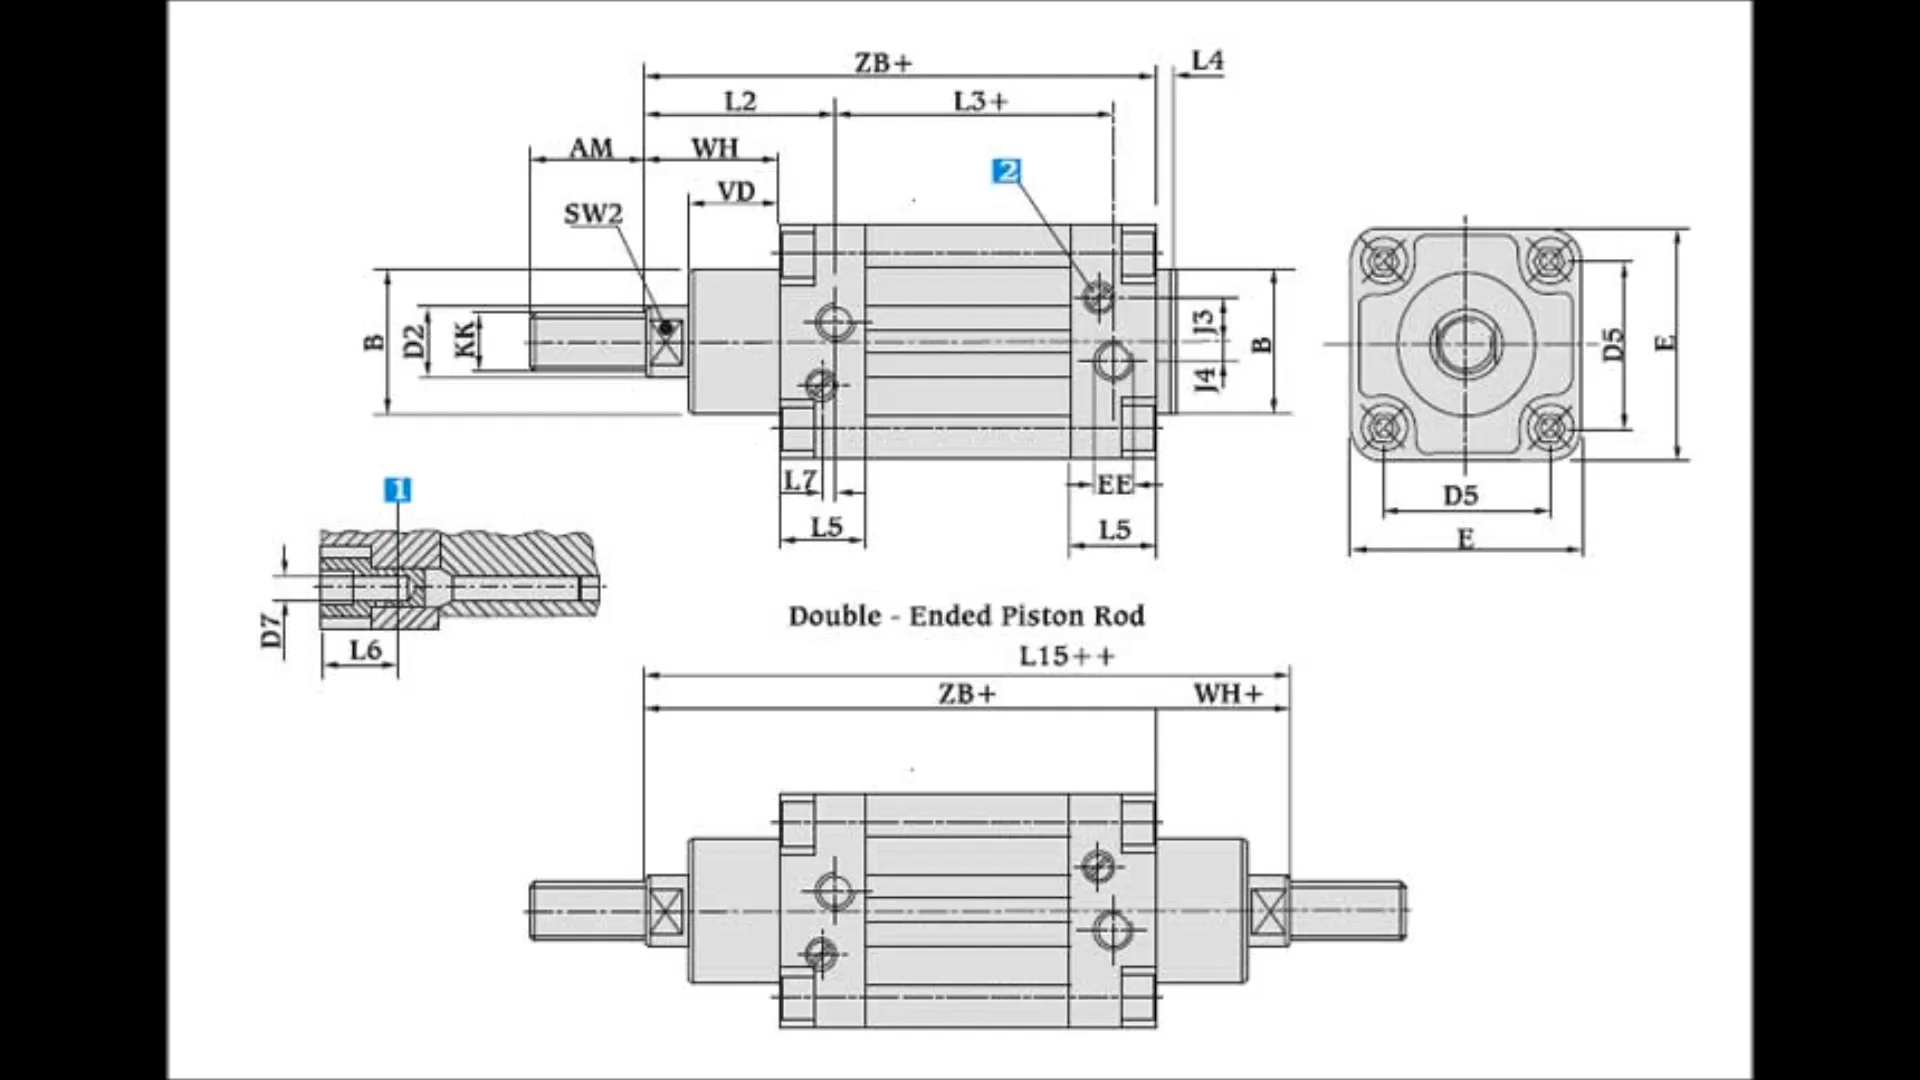 ZB+
L4
L2
L3+
AM
WH
2
VD
SW2
B
D2
KK
J3
J4
B
D5
E
L7
EE
L5
L5
D5
E
1
D7
L6
Double - Ended Piston Rod
L15++
ZB+
WH+